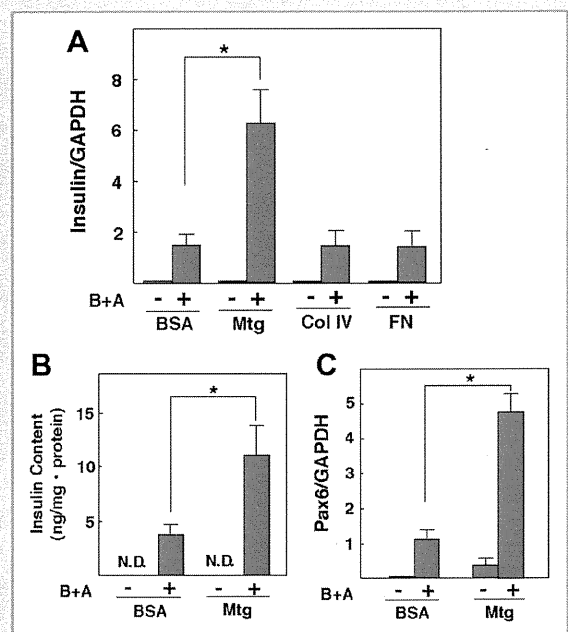 A
*
Insulin/GAPDH
8
6
4
2
B+A - + - + - + - +
BSA Mtg Col IV FN
B
*
Insulin Content
(ng/mg・protein)
15
10
5
N.D. N.D.
B+A - + - +
BSA Mtg
C
*
Pax6/GAPDH
5
4
3
2
1
B+A - + - +
BSA Mtg